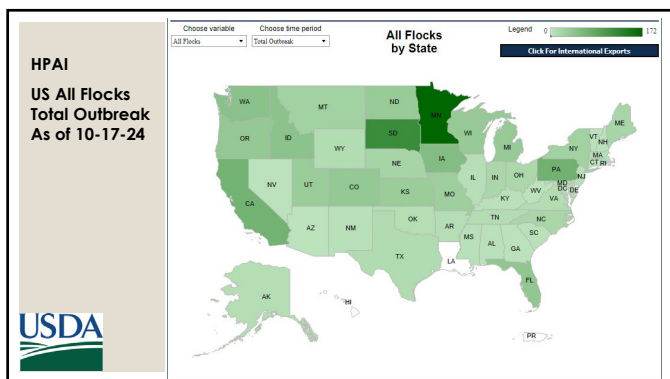 HPAI
US All Flocks
Total Outbreak
As of 10-17-24
USDA
Choose variable
All Flocks
Choose time period
Total Outbreak
All Flocks
by State
Legend
0
172
Click For International Exports
WA
MT
ND
MN
OR
ID
WY
SD
WI
MI
NY
VT
NH
ME
MA
CT
RI
NV
UT
CO
NE
IA
IL
IN
OH
PA
NJ
MD
DC
DE
CA
KS
MO
KY
WV
VA
AZ
NM
OK
AR
TN
NC
SC
TX
LA
MS
AL
GA
FL
AK
HI
PR